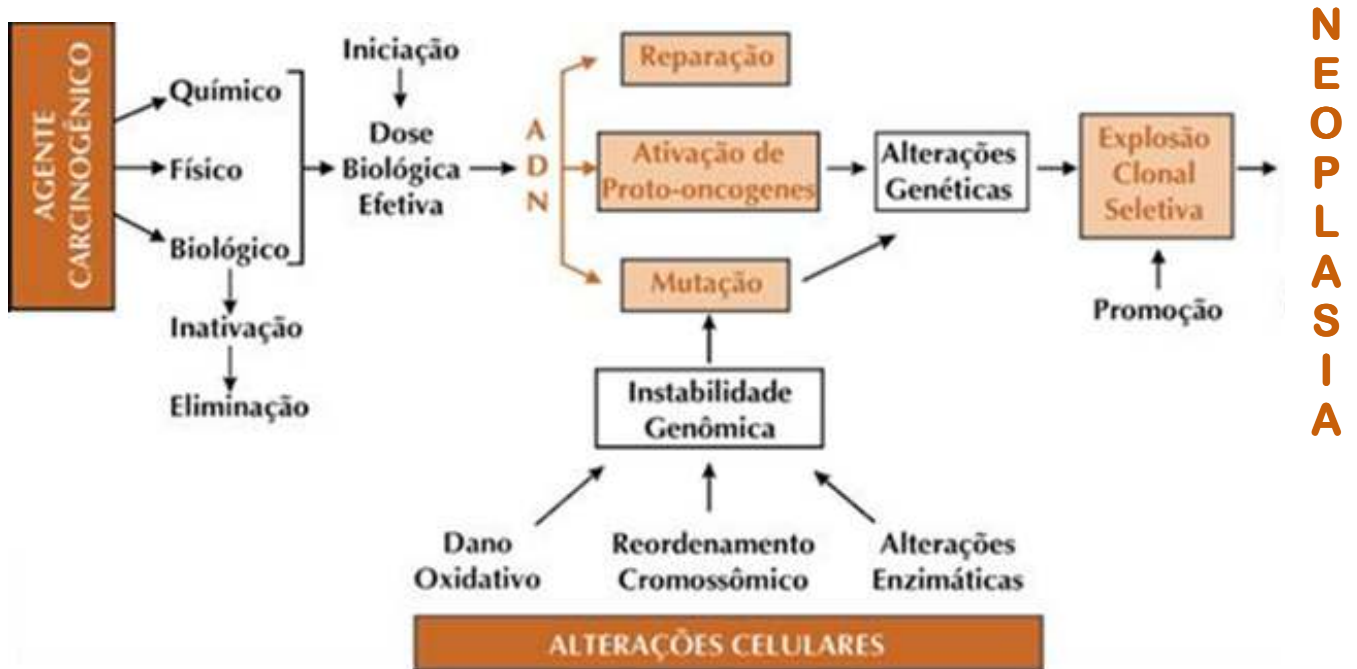 AGENTE
CARCINOGÊNICO
Químico
Físico
Biológico
Inativação
Eliminação
Iniciação
Dose
Biológica
Efetiva
A
D
N
Reparação
Ativação de
Proto-oncogenes
Mutação
Alterações
Genéticas
Explosão
Clonal
Seletiva
Promoção
N
E
O
P
L
A
S
I
A
Instabilidade
Genômica
Dano
Oxidativo
Reordenamento
Cromossômico
Alterações
Enzimáticas
ALTERAÇÕES CELULARES